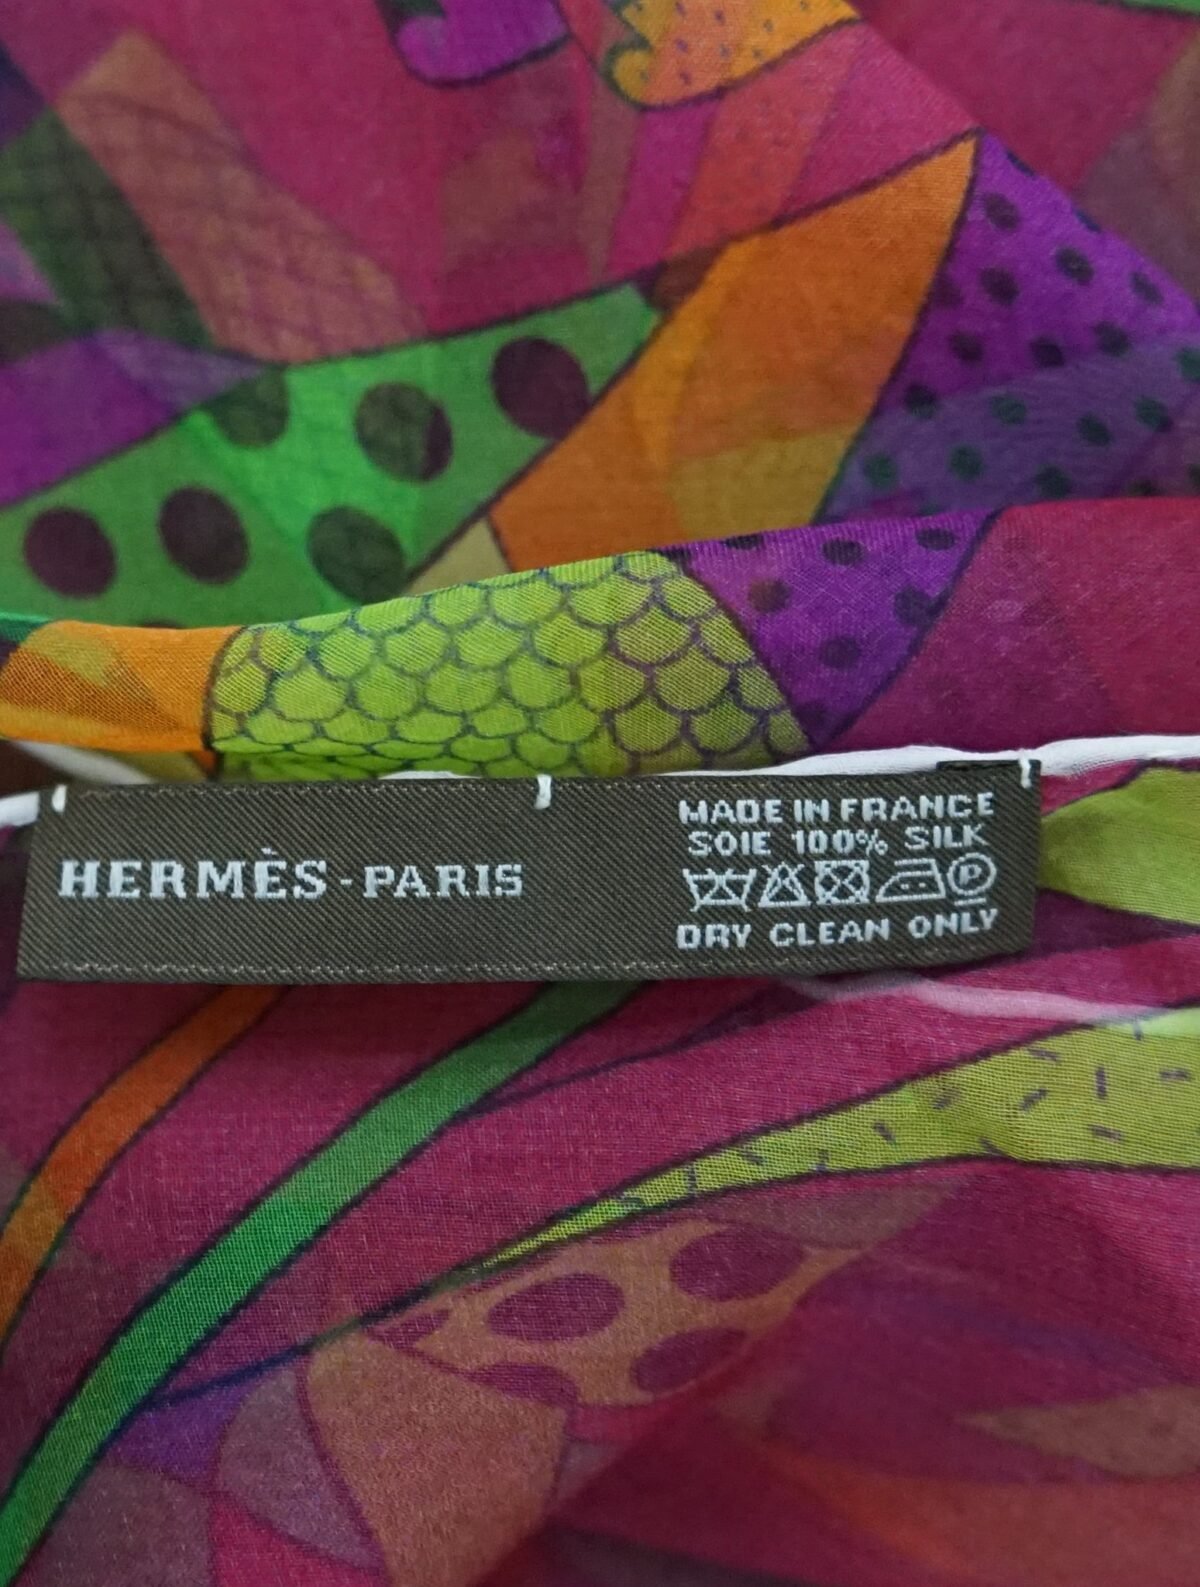 HERMÈS - PARIS
MADE IN FRANCE
SOIE 100% SILK
P
DRY CLEAN ONLY